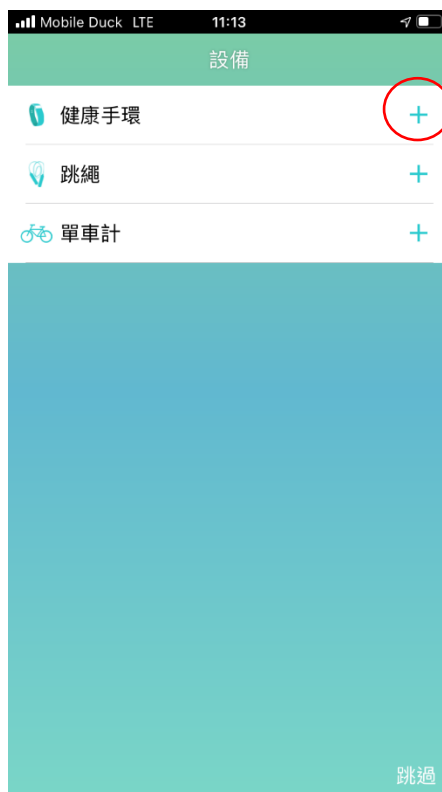 Mobile Duck LTE 11:13
設備
健康手環 +
跳繩 +
單車計 +
跳過